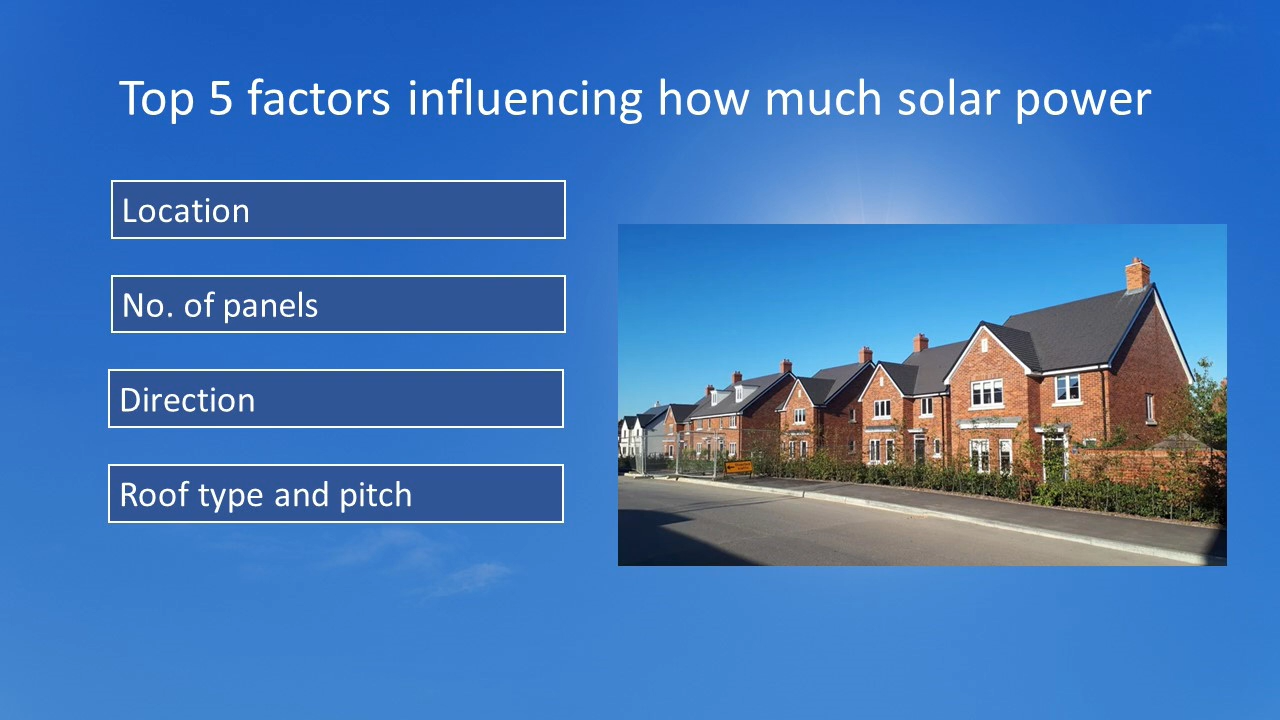 Top 5 factors influencing how much solar power
Location
No. of panels
Direction
Roof type and pitch